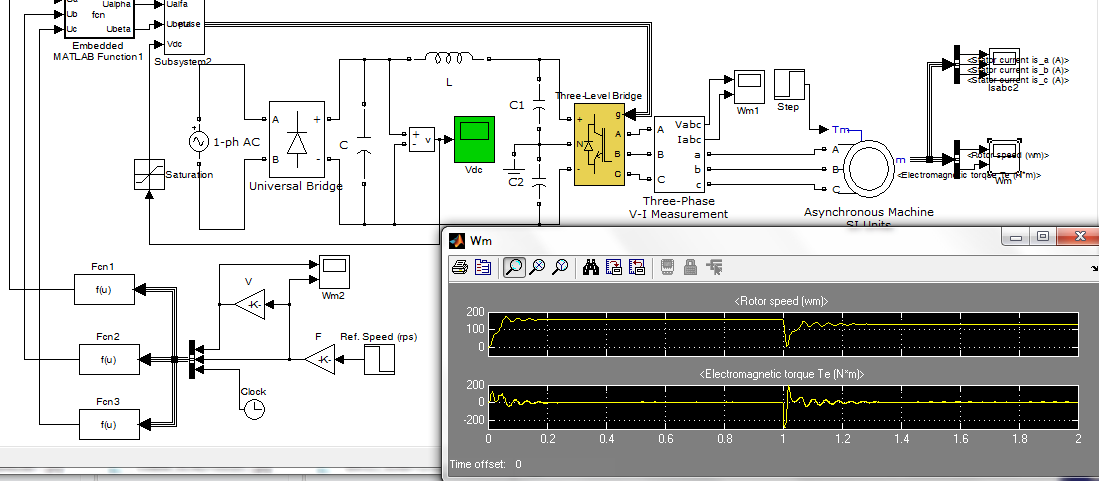 Ualpha
Ualfa
Ub
fcn
Uc
Ubeta
Vdc
Embedded
MATLAB Function1
Subsystem2
L
C1
Three-Level Bridge
Wm1
Step
<Stator current is_a (A)>
<Stator current is_b (A)>
<Stator current is_c (A)>
Isabc2
1-ph AC
A
B
+
-
C
+
-
v
Vdc
+
N
-
g
A
B
C
A
B
C
Vabc
Iabc
a
b
c
Tm
A
B
C
m
<Rotor speed (wm)>
Wm
<Electromagnetic torque Te (N*m)>
Saturation
Universal Bridge
C2
Three-Phase
V-I Measurement
Asynchronous Machine
SI Units
Fcn1
f(u)
V
-K-
Wm2
Fcn2
f(u)
F
-K-
Ref. Speed (rps)
Clock
Fcn3
f(u)
Wm
<Rotor speed (wm)>
200
100
0
<Electromagnetic torque Te (N*m)>
200
0
-200
0 0.2 0.4 0.6 0.8 1 1.2 1.4 1.6 1.8 2
Time offset: 0